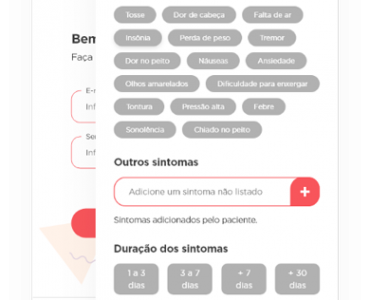 Tosse Dor de cabeça Falta de ar
Insônia Perda de peso Tremor
Dor no peito Náuseas Ansiedade
Olhos amarelados Dificuldade para enxergar
Tontura Pressão alta Febre
Sonolência Chiado no peito
Outros sintomas
Adicione um sintoma não listado +
Sintomas adicionados pelo paciente.
Duração dos sintomas
1 a 3 dias 3 a 7 dias + 7 dias + 30 dias
Bem
Faça
E-m
Inf
Sen
Inf